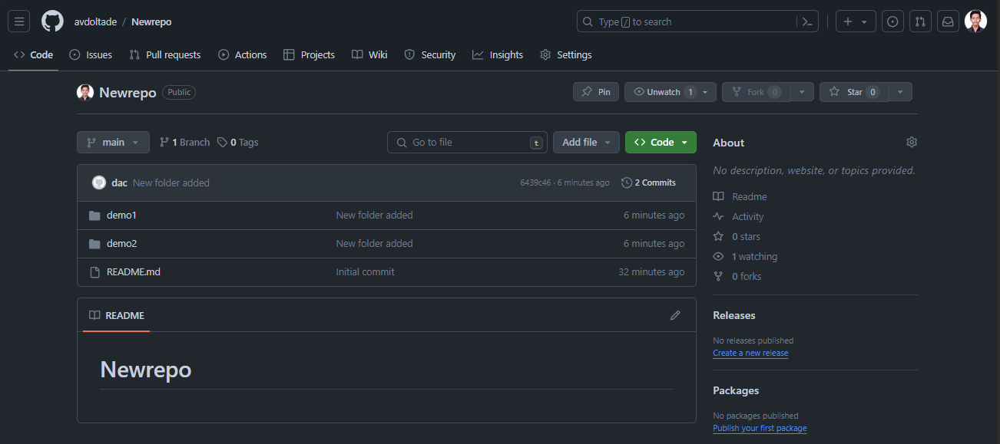 avdoltade / Newrepo
Type / to search
Code Issues Pull requests Actions Projects Wiki Security Insights Settings
Newrepo Public
Pin Unwatch 1 Fork 0 Star 0
main 1 Branch 0 Tags
Go to file t Add file Code
dac New folder added 6439c46 · 6 minutes ago 2 Commits
demo1 New folder added 6 minutes ago
demo2 New folder added 6 minutes ago
README.md Initial commit 32 minutes ago
README
Newrepo
About
No description, website, or topics provided.
Readme
Activity
0 stars
1 watching
0 forks
Releases
No releases published
Create a new release
Packages
No packages published
Publish your first package